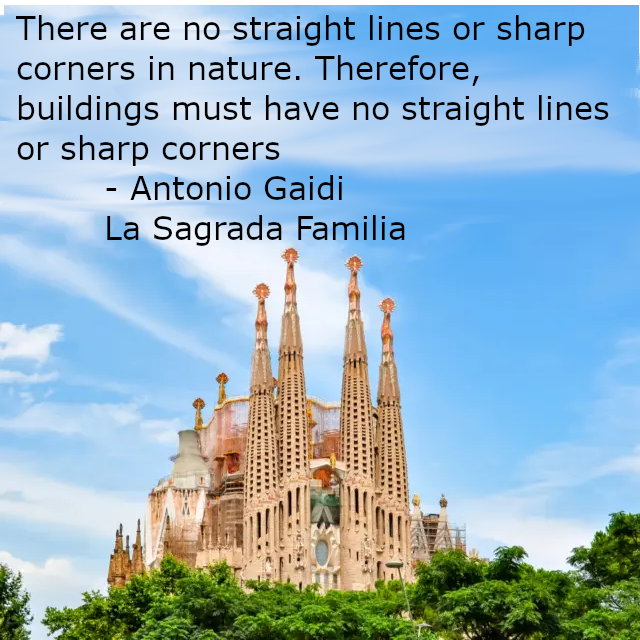 There are no straight lines or sharp
corners in nature. Therefore,
buildings must have no straight lines
or sharp corners
- Antonio Gaidi
La Sagrada Familia